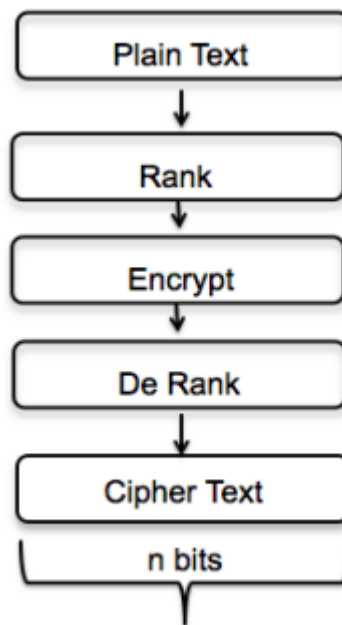 Plain Text
Rank
Encrypt
De Rank
Cipher Text
n bits